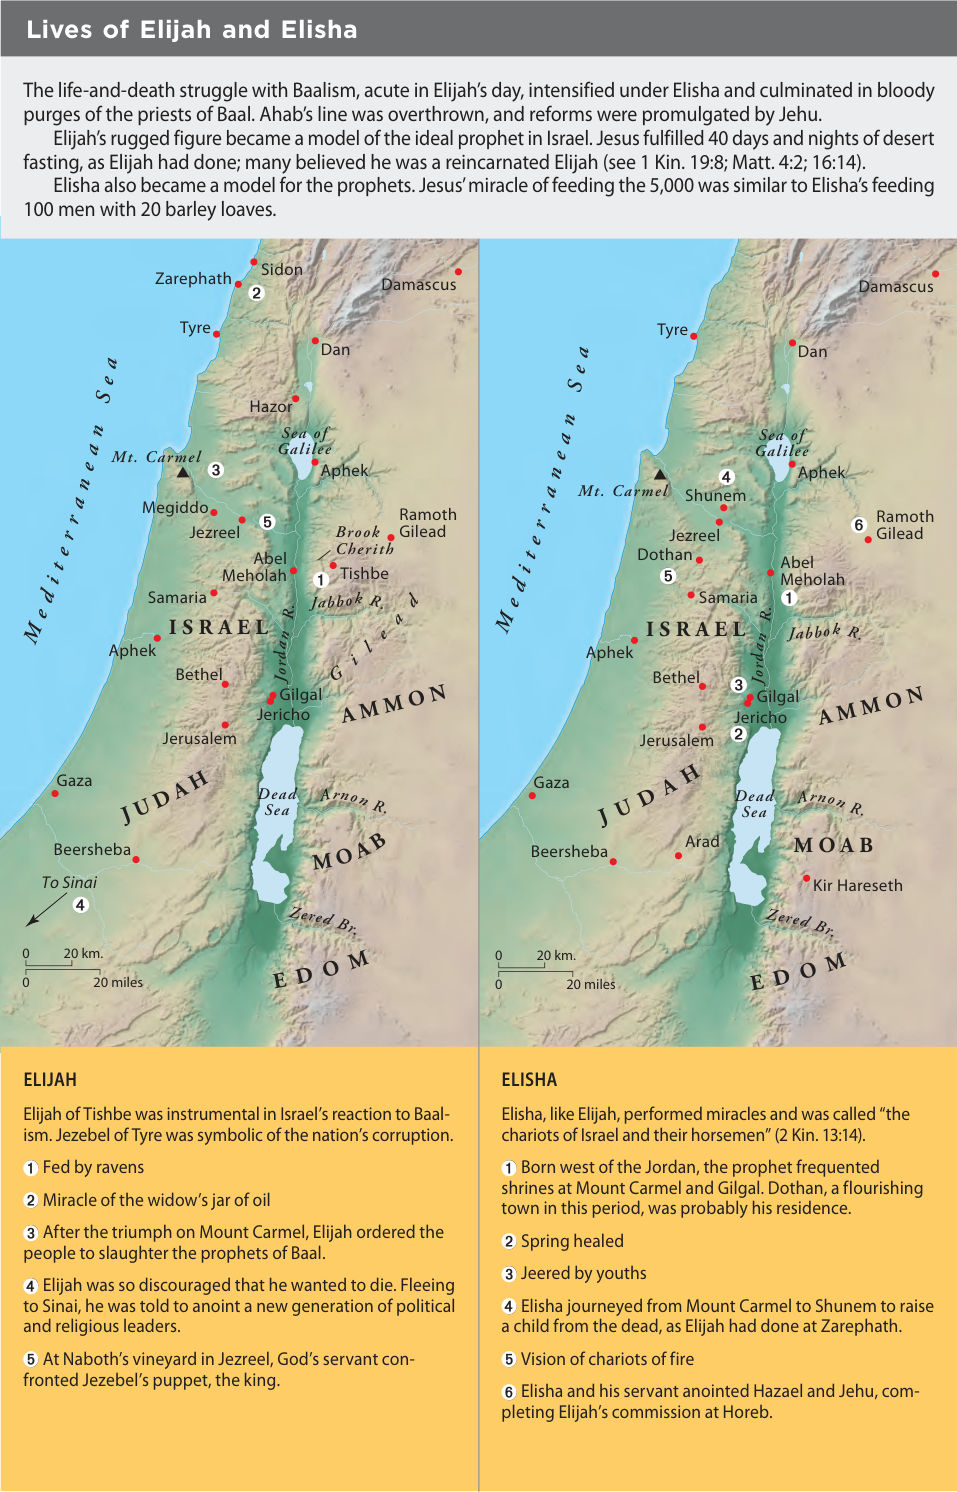 Lives of Elijah and Elisha
The life-and-death struggle with Baalism, acute in Elijah's day, intensified under Elisha and culminated in bloody
purges of the priests of Baal. Ahab's line was overthrown, and reforms were promulgated by Jehu.
Elijah's rugged figure became a model of the ideal prophet in Israel. Jesus fulfilled 40 days and nights of desert
fasting, as Elijah had done; many believed he was a reincarnated Elijah (see 1 Kin. 19:8; Matt. 4:2; 16:14).
Elisha also became a model for the prophets. Jesus' miracle of feeding the 5,000 was similar to Elisha's feeding
100 men with 20 barley loaves.
Sidon
Zarephath
2
Damascus
Tyre
Dan
Mediterranean Sea
Hazor
Sea of
Galilee
Mt. Carmel
3
Aphek
Megiddo
Jezreel
5
Ramoth
Gilead
Brook
Cherith
Abel
Meholah
1
Tishbe
Samaria
Jabbok R.
ISRAEL
Jordan R.
Gilead
Aphek
Bethel
Gilgal
Jericho
AMMON
Jerusalem
Gaza
JUDAH
Dead
Sea
Arnon R.
Beersheba
MOAB
To Sinai
4
Zered Br.
0 20 km.
0 20 miles
EDOM
Damascus
Tyre
Dan
Mediterranean Sea
Sea of
Galilee
Mt. Carmel
4
Aphek
Shunem
Jezreel
6
Ramoth
Gilead
Dothan
5
Abel
Meholah
1
Samaria
Jabbok R.
ISRAEL
Jordan R.
Aphek
Bethel
3
Gilgal
Jericho
2
AMMON
Jerusalem
Gaza
JUDAH
Dead
Sea
Arnon R.
Arad
Beersheba
MOAB
Kir Hareseth
Zered Br.
0 20 km.
0 20 miles
EDOM
ELIJAH
Elijah of Tishbe was instrumental in Israel's reaction to Baal-
ism. Jezebel of Tyre was symbolic of the nation's corruption.
1 Fed by ravens
2 Miracle of the widow's jar of oil
3 After the triumph on Mount Carmel, Elijah ordered the
people to slaughter the prophets of Baal.
4 Elijah was so discouraged that he wanted to die. Fleeing
to Sinai, he was told to anoint a new generation of political
and religious leaders.
5 At Naboth's vineyard in Jezreel, God's servant con-
fronted Jezebel's puppet, the king.
ELISHA
Elisha, like Elijah, performed miracles and was called “the
chariots of Israel and their horsemen” (2 Kin. 13:14).
1 Born west of the Jordan, the prophet frequented
shrines at Mount Carmel and Gilgal. Dothan, a flourishing
town in this period, was probably his residence.
2 Spring healed
3 Jeered by youths
4 Elisha journeyed from Mount Carmel to Shunem to raise
a child from the dead, as Elijah had done at Zarephath.
5 Vision of chariots of fire
6 Elisha and his servant anointed Hazael and Jehu, com-
pleting Elijah's commission at Horeb.